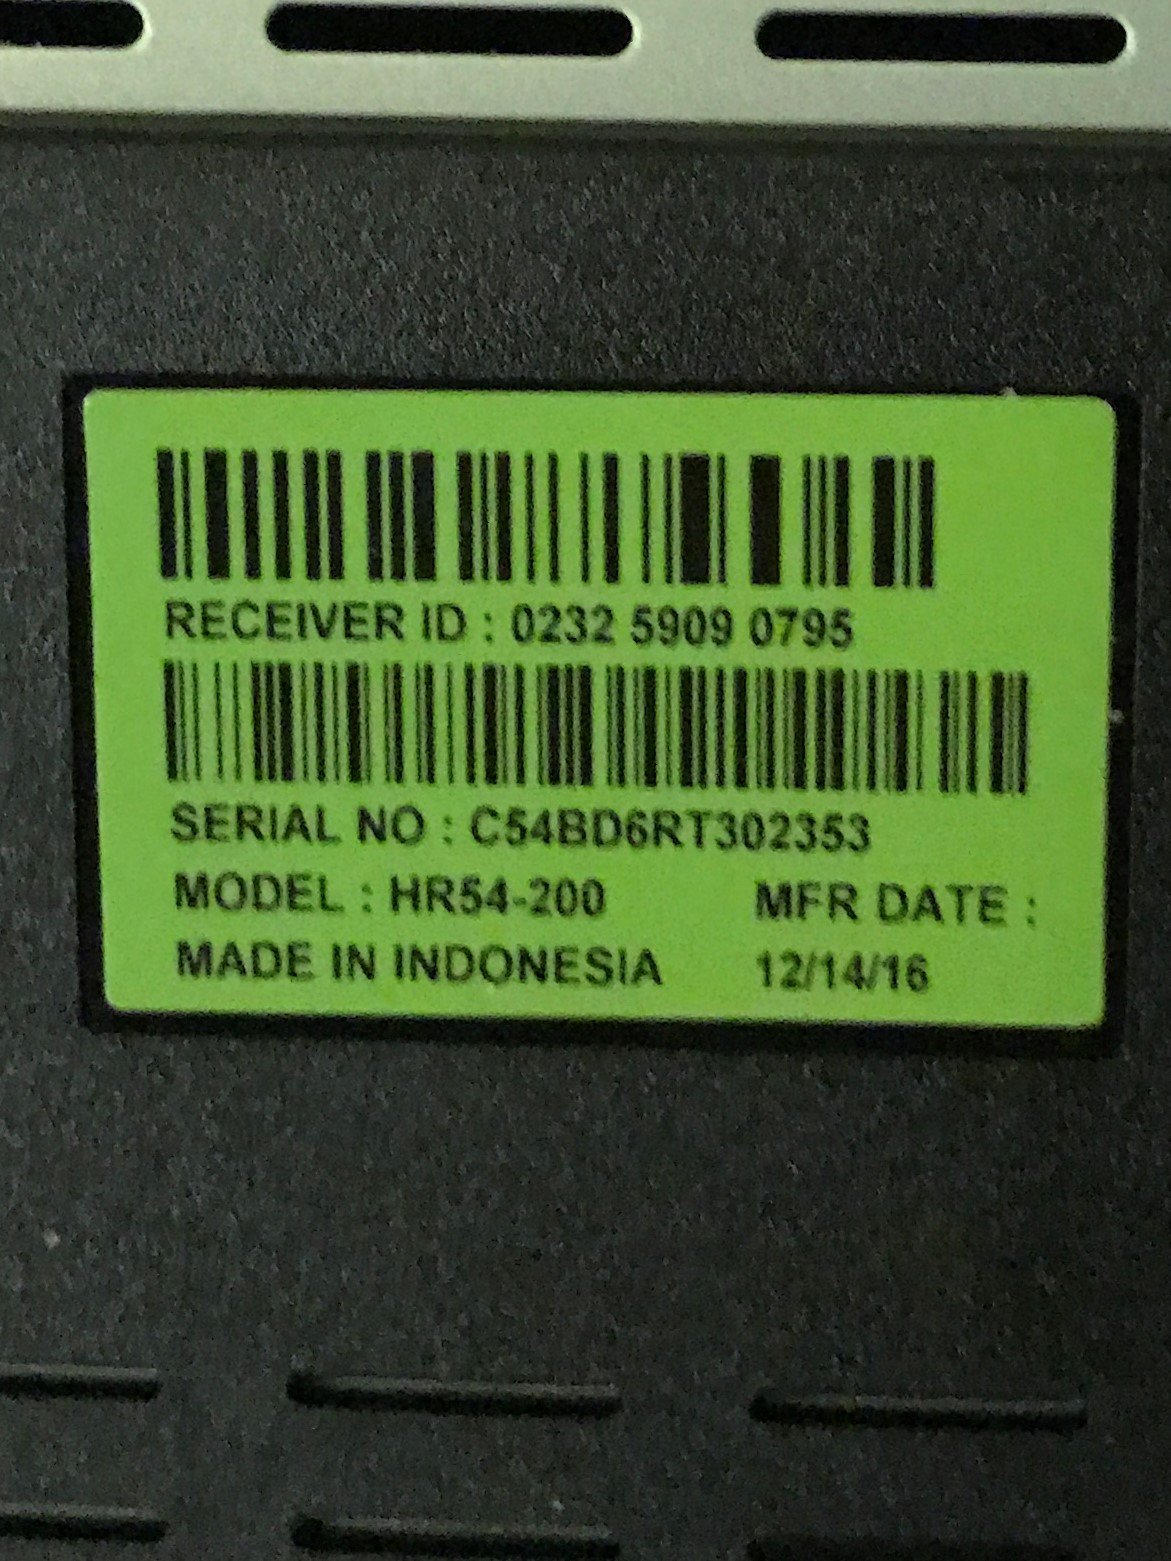 RECEIVER ID : 0232 5909 0795
SERIAL NO : C54BD6RT302353
MODEL : HR54-200 MFR DATE :
MADE IN INDONESIA 12/14/16